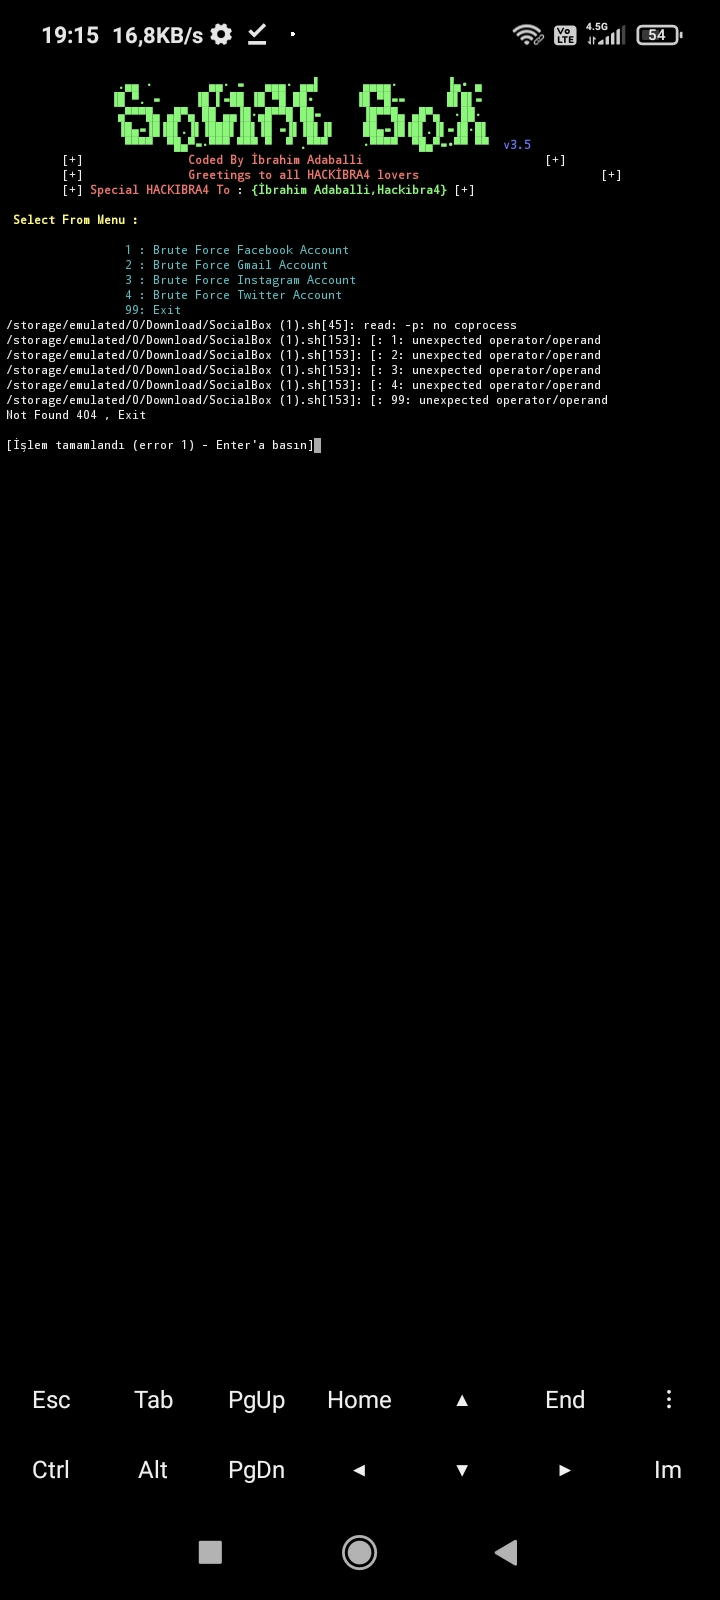 19:15 16,8KB/s Vo LTE 4.5G 54
SocıaX Bo1
v3.5
[+] Coded By İbrahim Adaballi [+]
[+] Greetings to all HACKİBRA4 lovers [+]
[+] Special HACKIBRA4 To : {İbrahim Adaballi,Hackibra4} [+]
Select From Menu :
1 : Brute Force Facebook Account
2 : Brute Force Gmail Account
3 : Brute Force Instagram Account
4 : Brute Force Twitter Account
99: Exit
/storage/emulated/0/Download/SocialBox (1).sh[45]: read: -p: no coprocess
/storage/emulated/0/Download/SocialBox (1).sh[153]: [: 1: unexpected operator/operand
/storage/emulated/0/Download/SocialBox (1).sh[153]: [: 2: unexpected operator/operand
/storage/emulated/0/Download/SocialBox (1).sh[153]: [: 3: unexpected operator/operand
/storage/emulated/0/Download/SocialBox (1).sh[153]: [: 4: unexpected operator/operand
/storage/emulated/0/Download/SocialBox (1).sh[153]: [: 99: unexpected operator/operand
Not Found 404 , Exit
[İşlem tamamlandı (error 1) - Enter'a basın]
Esc Tab PgUp Home ▲ End ⋮
Ctrl Alt PgDn ◄ ▼ ► Im